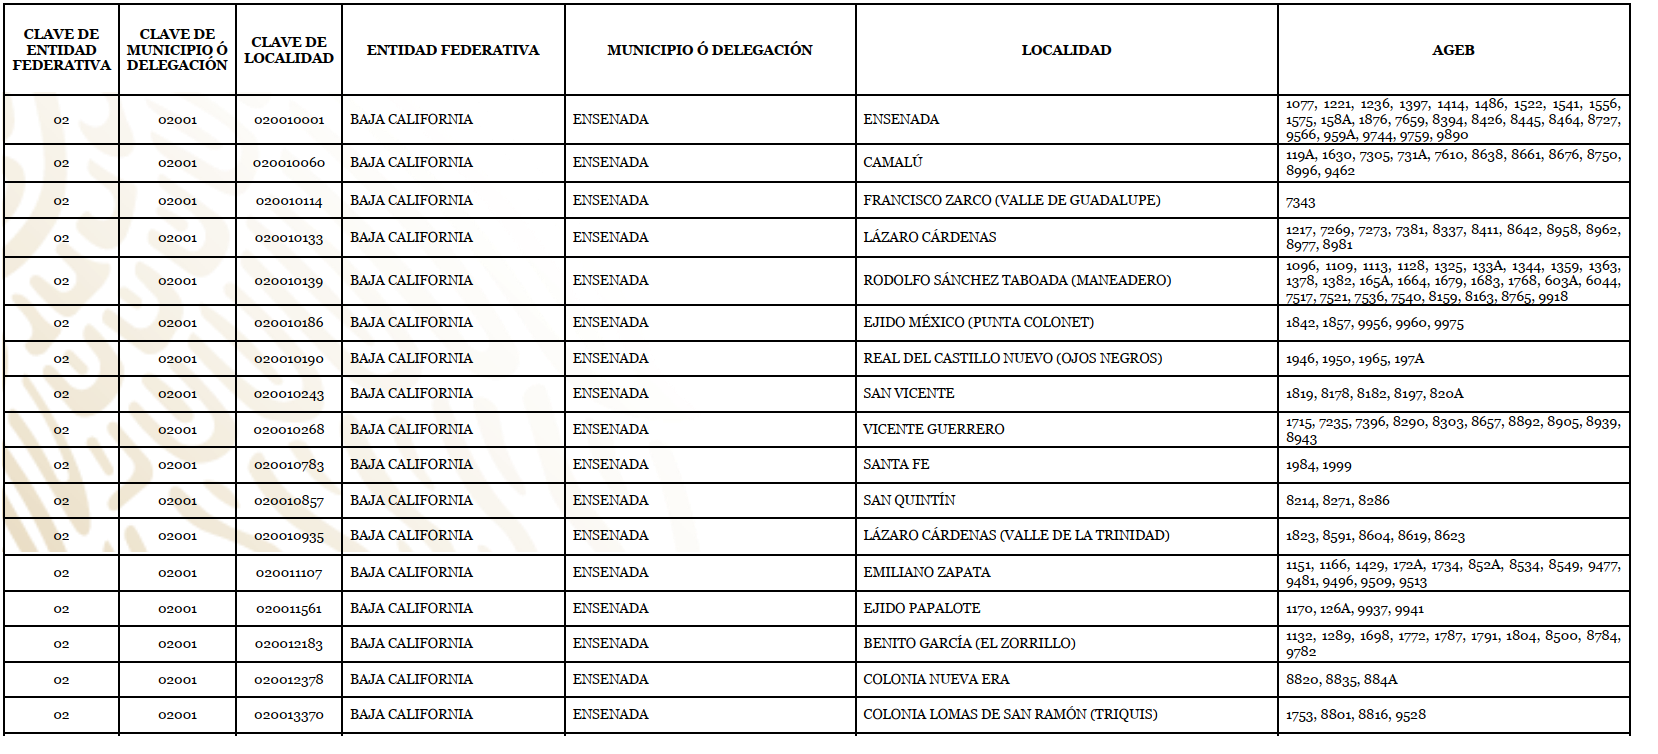 CLAVE DE ENTIDAD FEDERATIVA CLAVE DE MUNICIPIO Ó DELEGACIÓN CLAVE DE LOCALIDAD ENTIDAD FEDERATIVA MUNICIPIO Ó DELEGACIÓN LOCALIDAD AGEB
02 02001 020010001 BAJA CALIFORNIA ENSENADA ENSENADA 1077, 1221, 1236, 1397, 1414, 1486, 1522, 1541, 1556,
1575, 158A, 1876, 7659, 8394, 8426, 8445, 8464, 8727,
9566, 959A, 9744, 9759, 9890
02 02001 020010060 BAJA CALIFORNIA ENSENADA CAMALÚ 119A, 1630, 7305, 731A, 7610, 8638, 8661, 8676, 8750,
8996, 9462
02 02001 020010114 BAJA CALIFORNIA ENSENADA FRANCISCO ZARCO (VALLE DE GUADALUPE) 7343
02 02001 020010133 BAJA CALIFORNIA ENSENADA LÁZARO CÁRDENAS 1217, 7269, 7273, 7381, 8337, 8411, 8642, 8958, 8962,
8977, 8981
02 02001 020010139 BAJA CALIFORNIA ENSENADA RODOLFO SÁNCHEZ TABOADA (MANEADERO) 1096, 1109, 1113, 1128, 1325, 133A, 1344, 1359, 1363,
1378, 1382, 165A, 1664, 1679, 1683, 1768, 603A, 6044,
7517, 7521, 7536, 7540, 8159, 8163, 8765, 9918
02 02001 020010186 BAJA CALIFORNIA ENSENADA EJIDO MÉXICO (PUNTA COLONET) 1842, 1857, 9956, 9960, 9975
02 02001 020010190 BAJA CALIFORNIA ENSENADA REAL DEL CASTILLO NUEVO (OJOS NEGROS) 1946, 1950, 1965, 197A
02 02001 020010243 BAJA CALIFORNIA ENSENADA SAN VICENTE 1819, 8178, 8182, 8197, 820A
02 02001 020010268 BAJA CALIFORNIA ENSENADA VICENTE GUERRERO 1715, 7235, 7396, 8290, 8303, 8657, 8892, 8905, 8939,
8943
02 02001 020010783 BAJA CALIFORNIA ENSENADA SANTA FE 1984, 1999
02 02001 020010857 BAJA CALIFORNIA ENSENADA SAN QUINTÍN 8214, 8271, 8286
02 02001 020010935 BAJA CALIFORNIA ENSENADA LÁZARO CÁRDENAS (VALLE DE LA TRINIDAD) 1823, 8591, 8604, 8619, 8623
02 02001 020011107 BAJA CALIFORNIA ENSENADA EMILIANO ZAPATA 1151, 1166, 1429, 172A, 1734, 852A, 8534, 8549, 9477,
9481, 9496, 9509, 9513
02 02001 020011561 BAJA CALIFORNIA ENSENADA EJIDO PAPALOTE 1170, 126A, 9937, 9941
02 02001 020012183 BAJA CALIFORNIA ENSENADA BENITO GARCÍA (EL ZORRILLO) 1132, 1289, 1698, 1772, 1787, 1791, 1804, 8500, 8784,
9782
02 02001 020012378 BAJA CALIFORNIA ENSENADA COLONIA NUEVA ERA 8820, 8835, 884A
02 02001 020013370 BAJA CALIFORNIA ENSENADA COLONIA LOMAS DE SAN RAMÓN (TRIQUIS) 1753, 8801, 8816, 9528